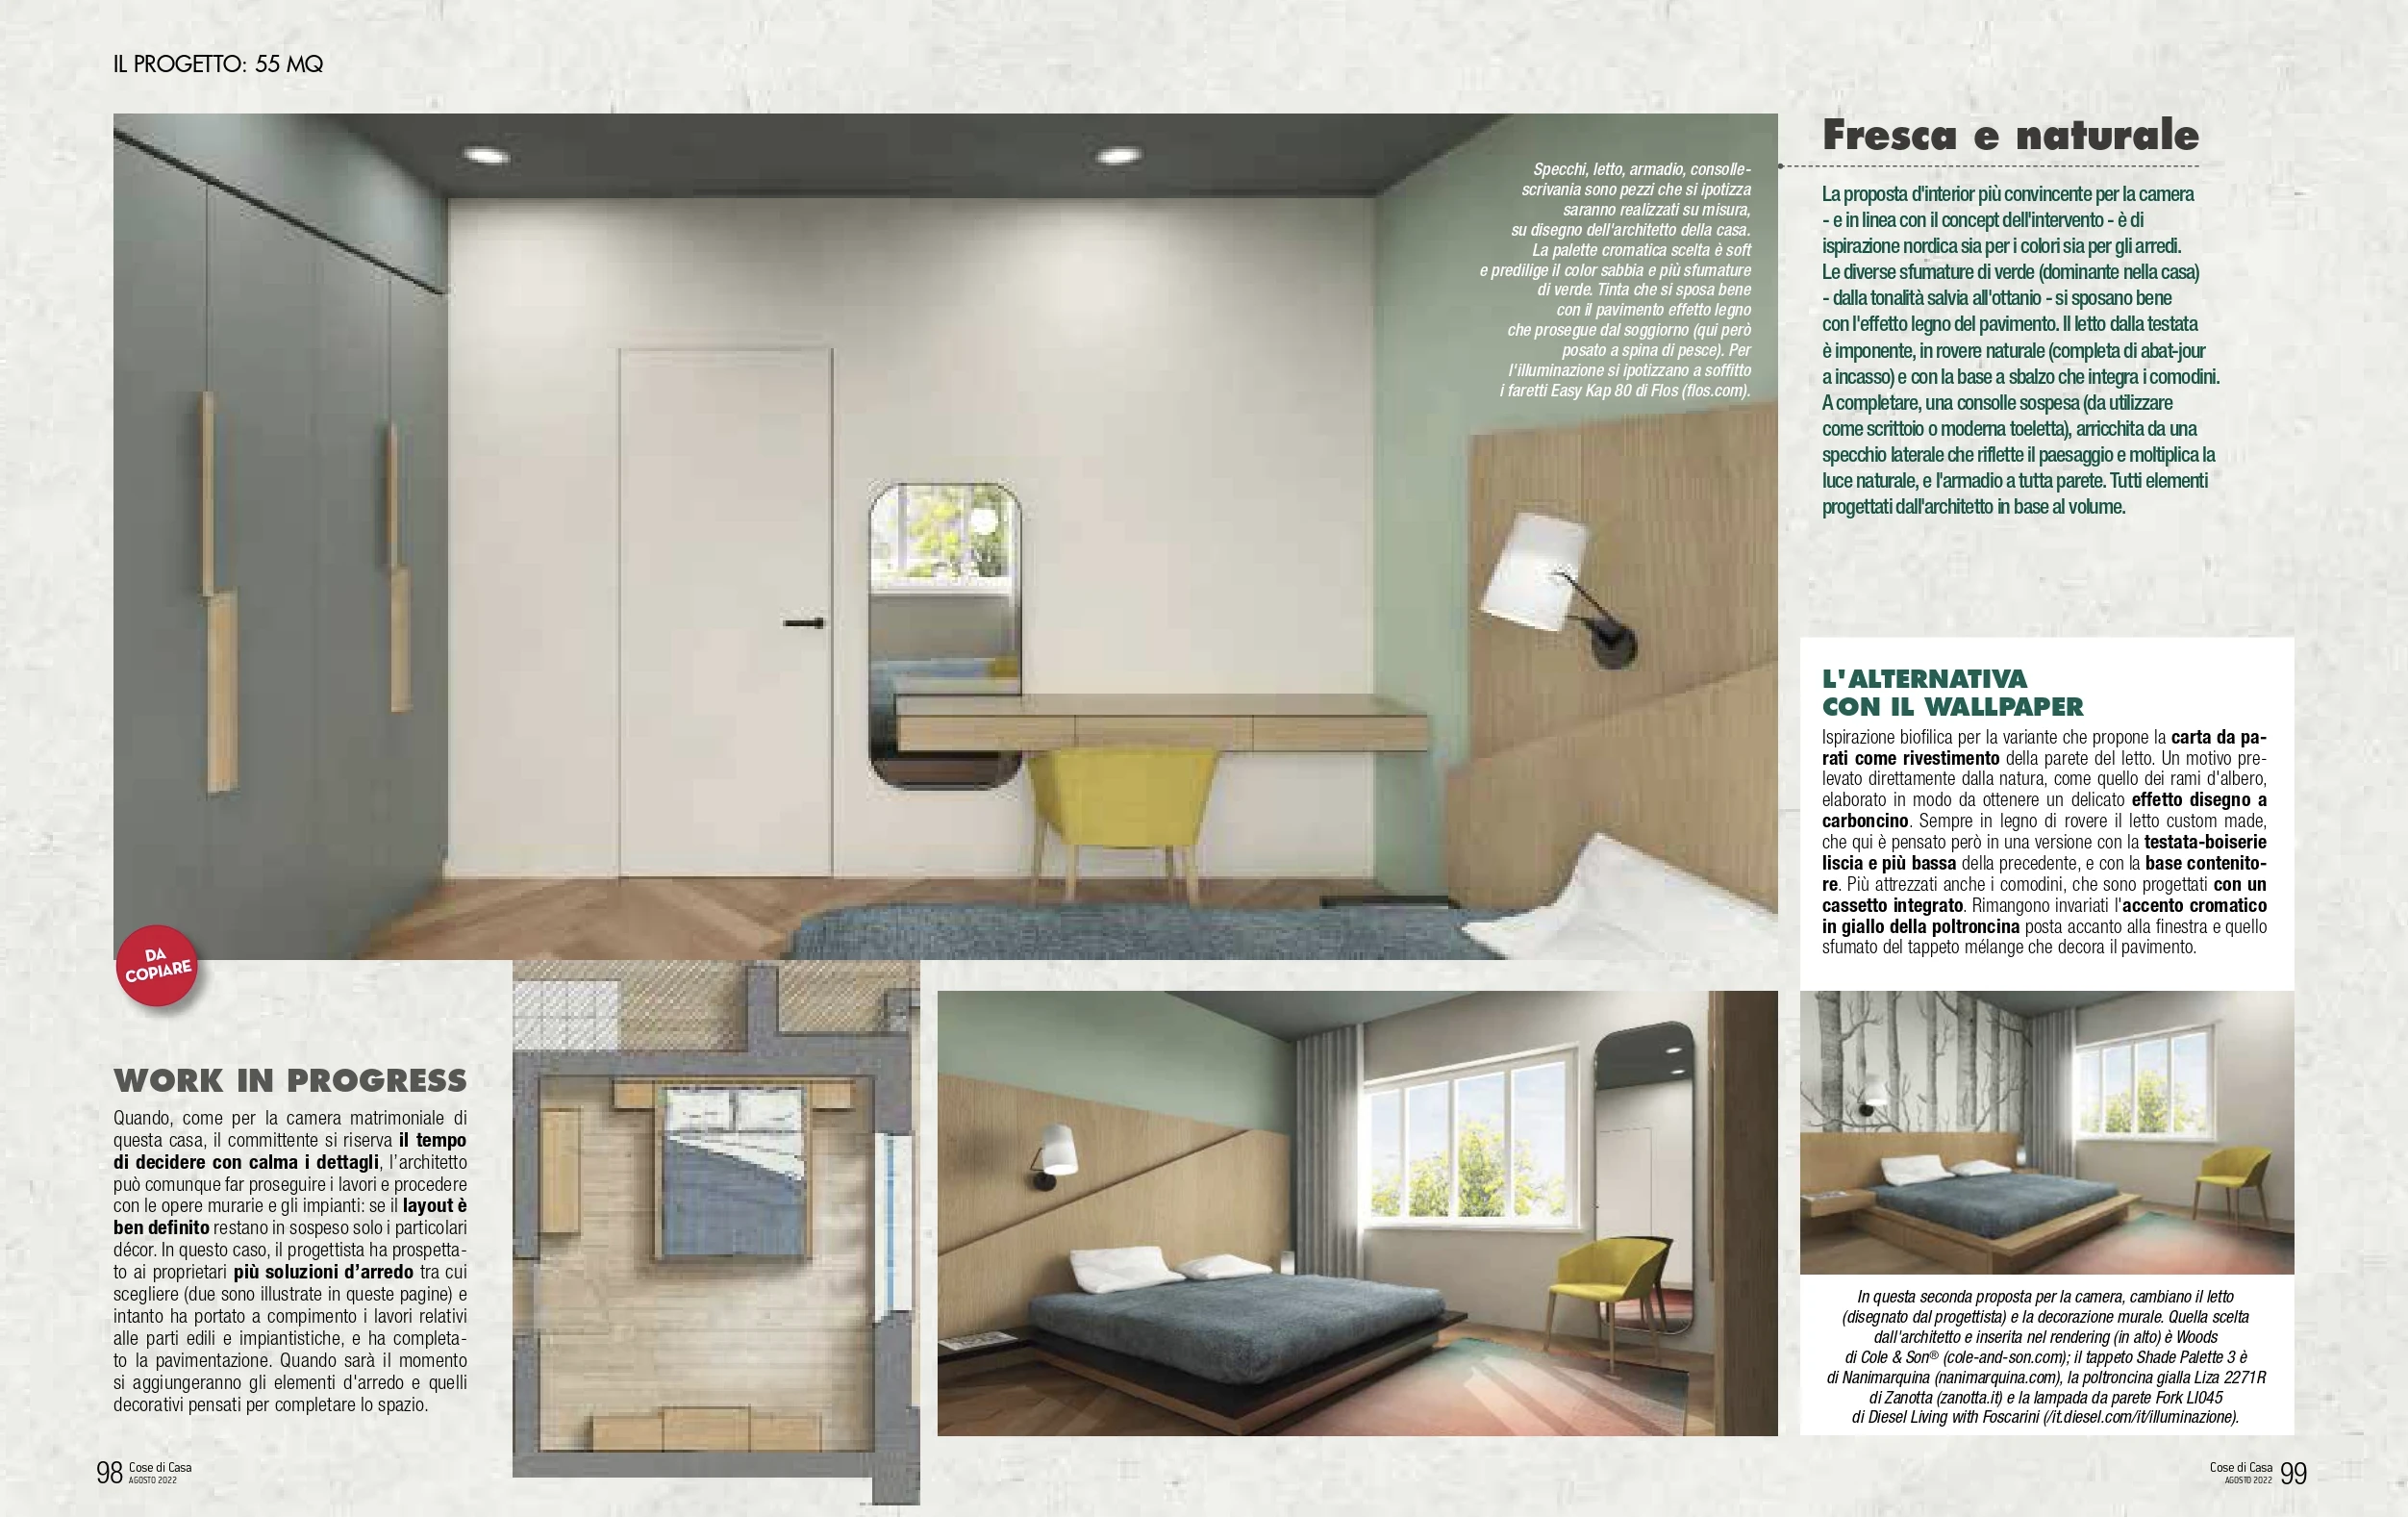 IL PROGETTO: 55 MQ
Specchi, letto, armadio, consolle-
scrivania sono pezzi che si ipotizza
saranno realizzati su misura,
su disegno dell'architetto della casa.
La palette cromatica scelta è soft
e predilige il color sabbia e più sfumature
di verde. Tinta che si sposa bene
con il pavimento effetto legno
che prosegue dal soggiorno (qui però
posato a spina di pesce). Per
l'illuminazione si ipotizzano a soffitto
i faretti Easy Kap 80 di Flos (flos.com).
Fresca e naturale
La proposta d'interior più convincente per la camera
- e in linea con il concept dell'intervento - è di
ispirazione nordica sia per i colori sia per gli arredi.
Le diverse sfumature di verde (dominante nella casa)
- dalla tonalità salvia all'ottanio - si sposano bene
con l'effetto legno del pavimento. Il letto dalla testata
è imponente, in rovere naturale (completa di abat-jour
a incasso) e con la base a sbalzo che integra i comodini.
A completare, una consolle sospesa (da utilizzare
come scrittoio o moderna toeletta), arricchita da una
specchio laterale che riflette il paesaggio e moltiplica la
luce naturale, e l'armadio a tutta parete. Tutti elementi
progettati dall'architetto in base al volume.
L'ALTERNATIVA
CON IL WALLPAPER
Ispirazione biofilica per la variante che propone la carta da pa-
rati come rivestimento della parete del letto. Un motivo pre-
levato direttamente dalla natura, come quello dei rami d'albero,
elaborato in modo da ottenere un delicato effetto disegno a
carboncino. Sempre in legno di rovere il letto custom made,
che qui è pensato però in una versione con la testata-boiserie
liscia e più bassa della precedente, e con la base contenito-
re. Più attrezzati anche i comodini, che sono progettati con un
cassetto integrato. Rimangono invariati l'accento cromatico
in giallo della poltroncina posta accanto alla finestra e quello
sfumato del tappeto mélange che decora il pavimento.
DA
COPIARE
WORK IN PROGRESS
Quando, come per la camera matrimoniale di
questa casa, il committente si riserva il tempo
di decidere con calma i dettagli, l'architetto
può comunque far proseguire i lavori e procedere
con le opere murarie e gli impianti: se il layout è
ben definito restano in sospeso solo i particolari
décor. In questo caso, il progettista ha prospetta-
to ai proprietari più soluzioni d'arredo tra cui
scegliere (due sono illustrate in queste pagine) e
intanto ha portato a compimento i lavori relativi
alle parti edili e impiantistiche, e ha completa-
to la pavimentazione. Quando sarà il momento
si aggiungeranno gli elementi d'arredo e quelli
decorativi pensati per completare lo spazio.
In questa seconda proposta per la camera, cambiano il letto
(disegnato dal progettista) e la decorazione murale. Quella scelta
dall'architetto e inserita nel rendering (in alto) è Woods
di Cole & Son® (cole-and-son.com); il tappeto Shade Palette 3 è
di Nanimarquina (nanimarquina.com), la poltroncina gialla Liza 2271R
di Zanotta (zanotta.it) e la lampada da parete Fork LI045
di Diesel Living with Foscarini (/it.diesel.com/it/illuminazione).
98 Cose di Casa
AGOSTO 2022
Cose di Casa 99
AGOSTO 2022